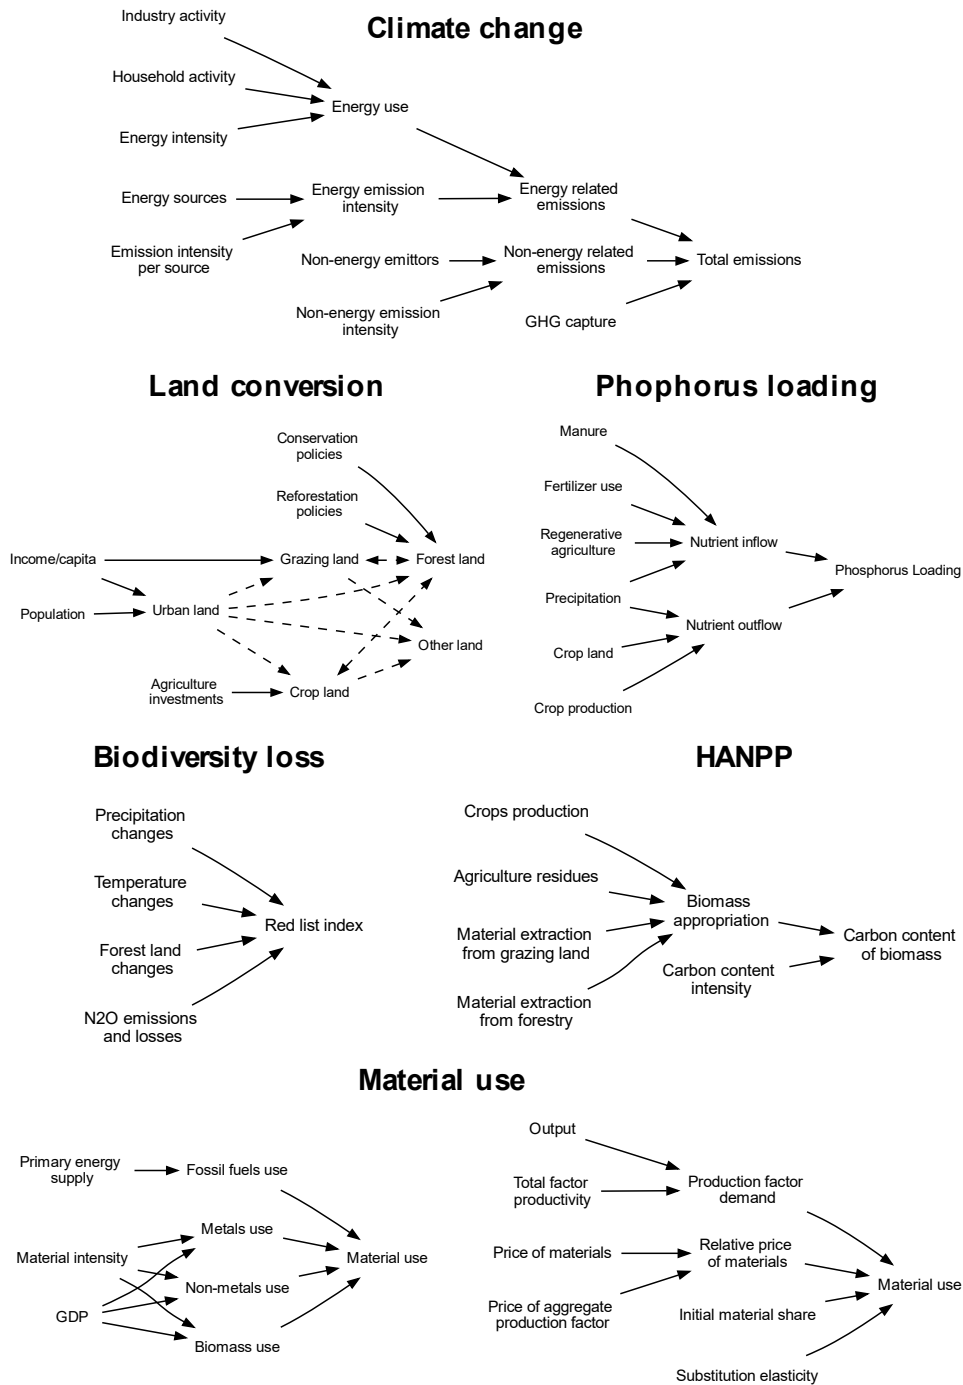 Climate change
Industry activity
Household activity
Energy use
Energy intensity
Energy sources
Energy emission
intensity
Energy related
emissions
Emission intensity
per source
Non-energy emittors
Non-energy related
emissions
Total emissions
Non-energy emission
intensity
GHG capture
Land conversion
Conservation
policies
Reforestation
policies
Income/capita
Grazing land
Forest land
Population
Urban land
Other land
Agriculture
investments
Crop land
Phophorus loading
Manure
Fertilizer use
Regenerative
agriculture
Nutrient inflow
Phosphorus Loading
Precipitation
Nutrient outflow
Crop land
Crop production
Biodiversity loss
Precipitation
changes
Temperature
changes
Red list index
Forest land
changes
N2O emissions
and losses
HANPP
Crops production
Agriculture residues
Biomass
appropriation
Material extraction
from grazing land
Carbon content
of biomass
Carbon content
intensity
Material extraction
from forestry
Material use
Primary energy
supply
Fossil fuels use
Metals use
Material intensity
Material use
Non-metals use
GDP
Biomass use
Output
Total factor
productivity
Production factor
demand
Price of materials
Relative price
of materials
Material use
Price of aggregate
production factor
Initial material share
Substitution elasticity